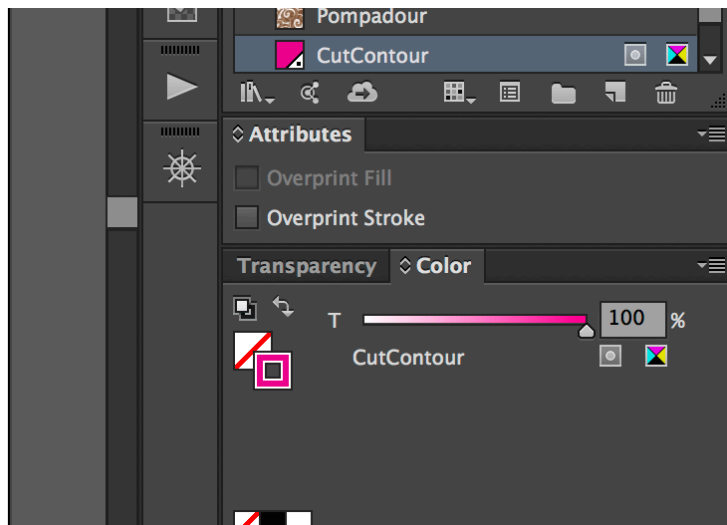 Pompadour
CutContour
Attributes
Overprint Fill
Overprint Stroke
Transparency Color
T 100 %
CutContour